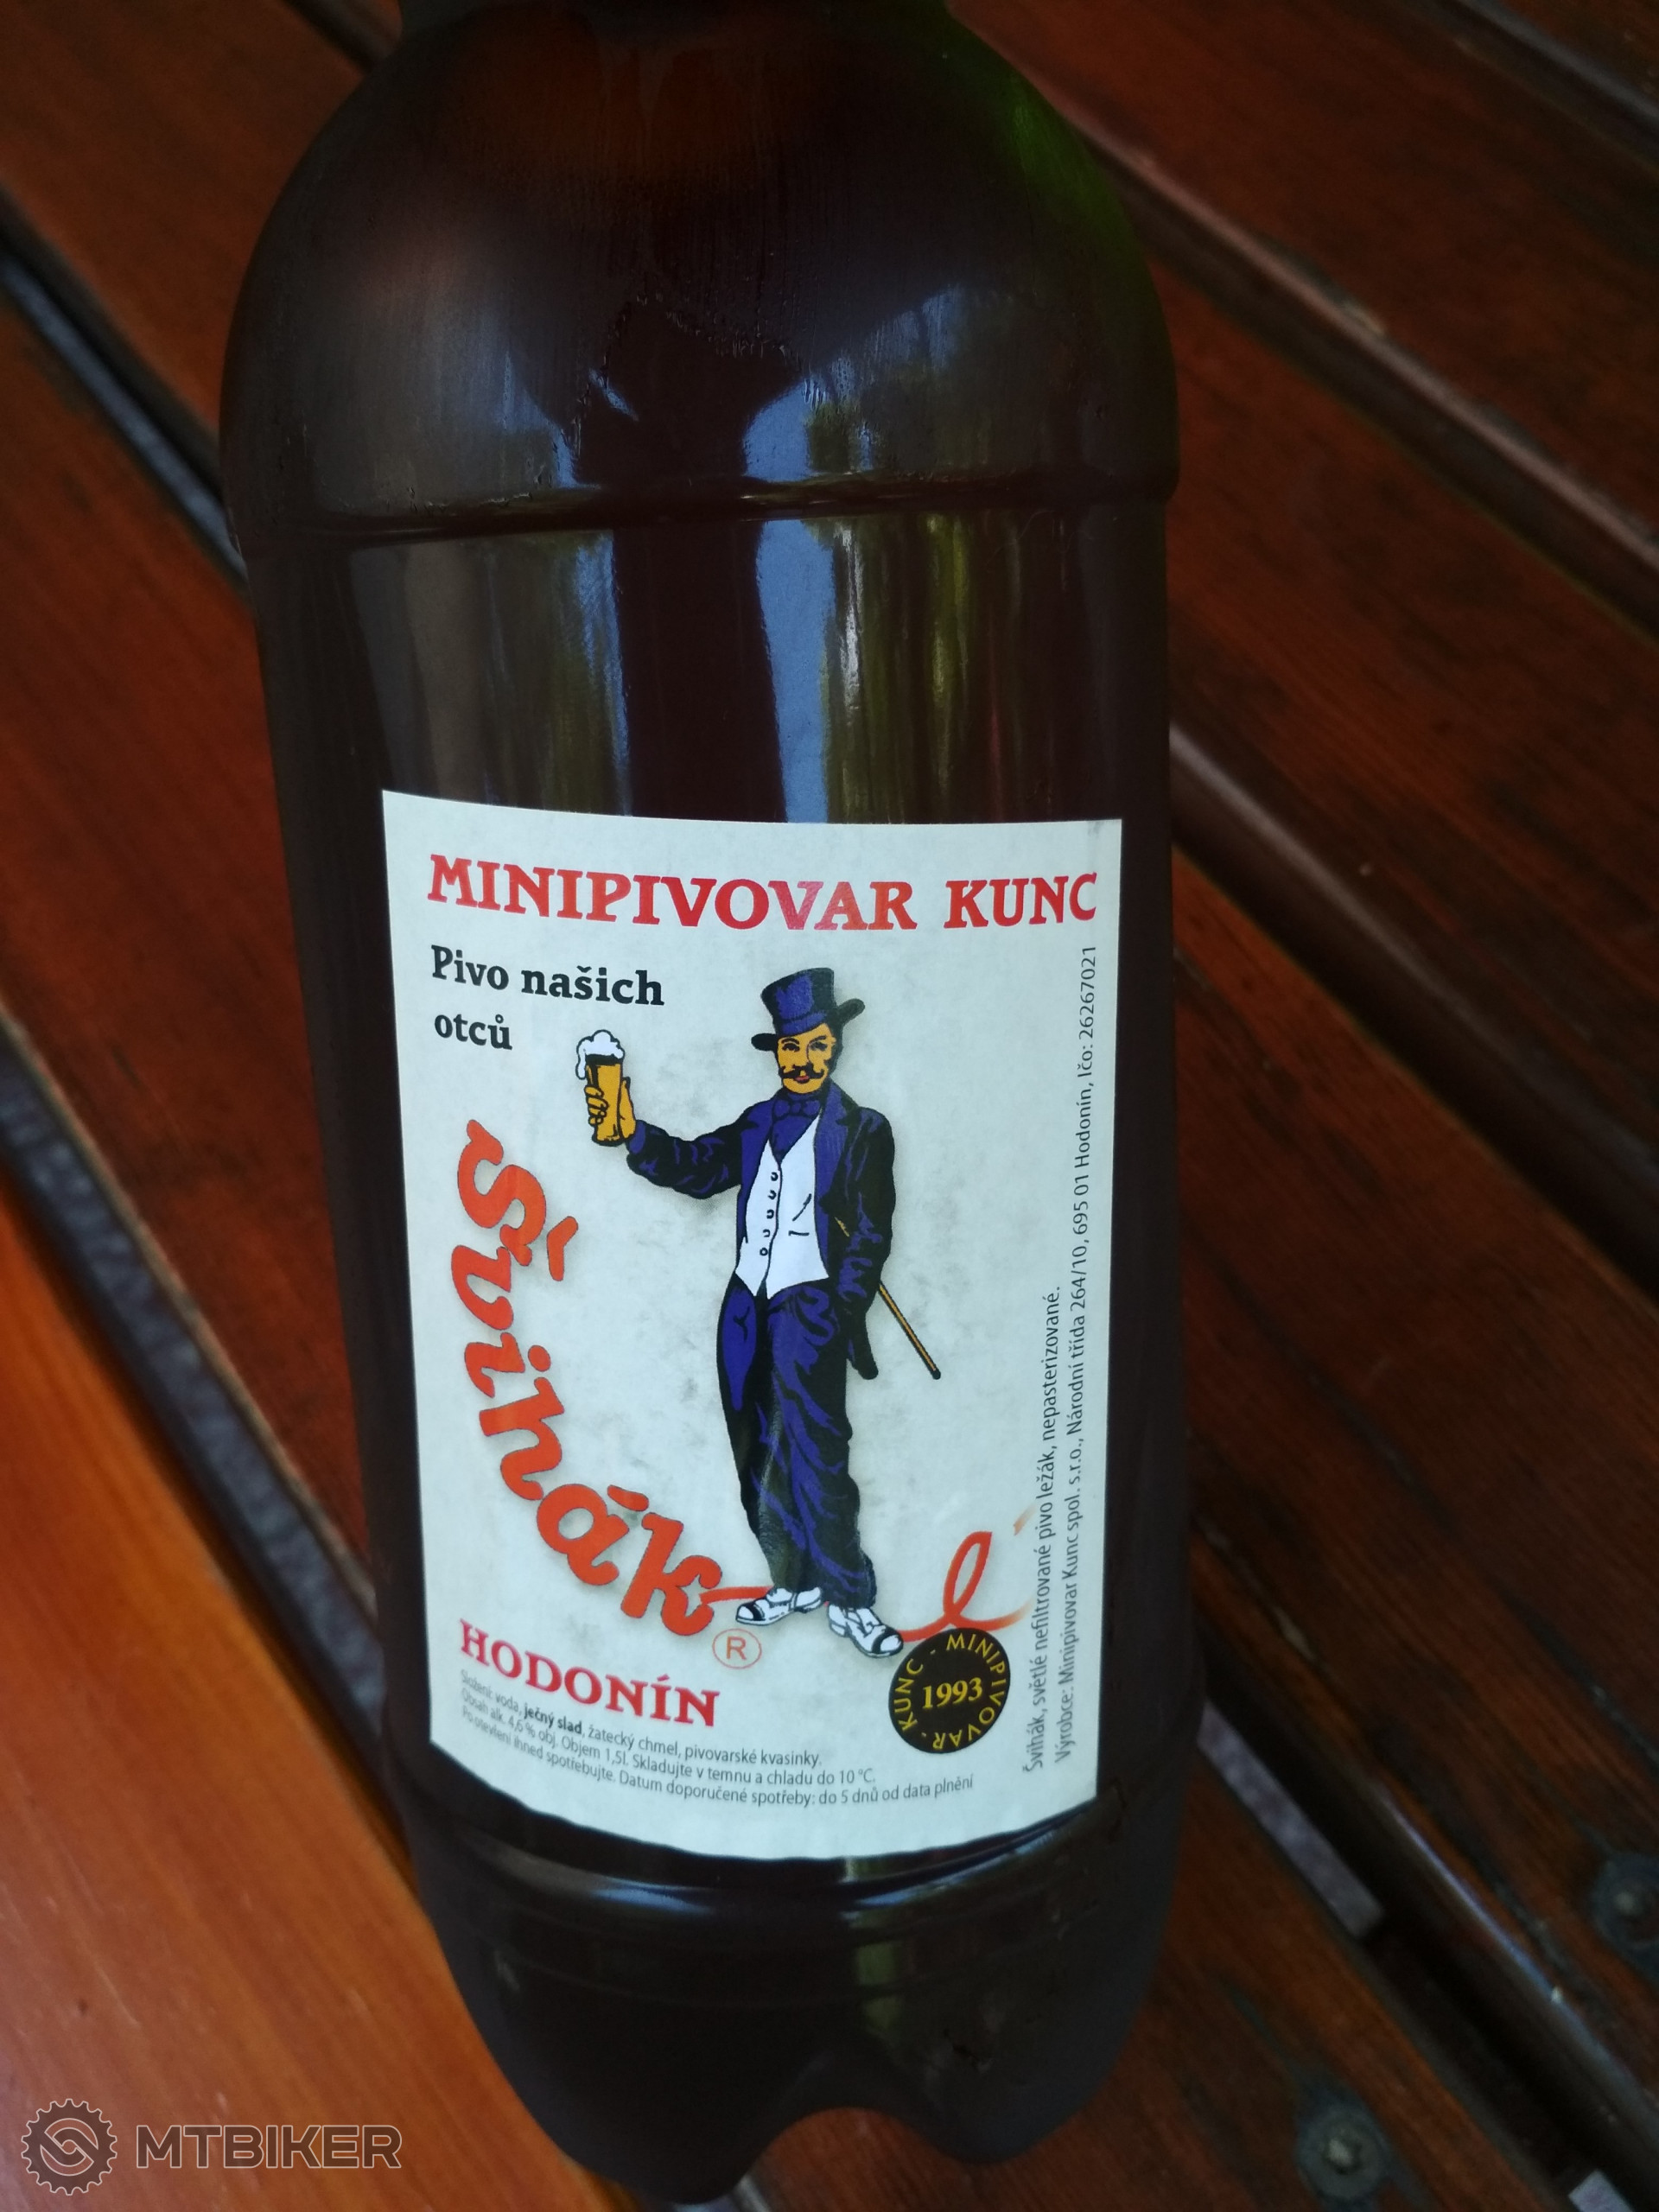 MINIPIVOVAR KUNC
Pivo našich
otců
Švihák
®
HODONÍN
Složení: voda, ječný slad, žatecký chmel, pivovarské kvasinky.
Obsah alk. 4,6 % obj. Objem 1,5l. Skladujte v temnu a chladu do 10 °C.
Po otevření ihned spotřebujte. Datum doporučené spotřeby: do 5 dnů od data plnění
KUNC - MINIPIVOVAR -
1993
Švihák, světlé nefiltrované pivo ležák, nepasterizované.
Výrobce: Minipivovar Kunc spol. s.r.o., Národní třída 264/10, 695 01 Hodonín, Ičo: 26267021
MTBIKER